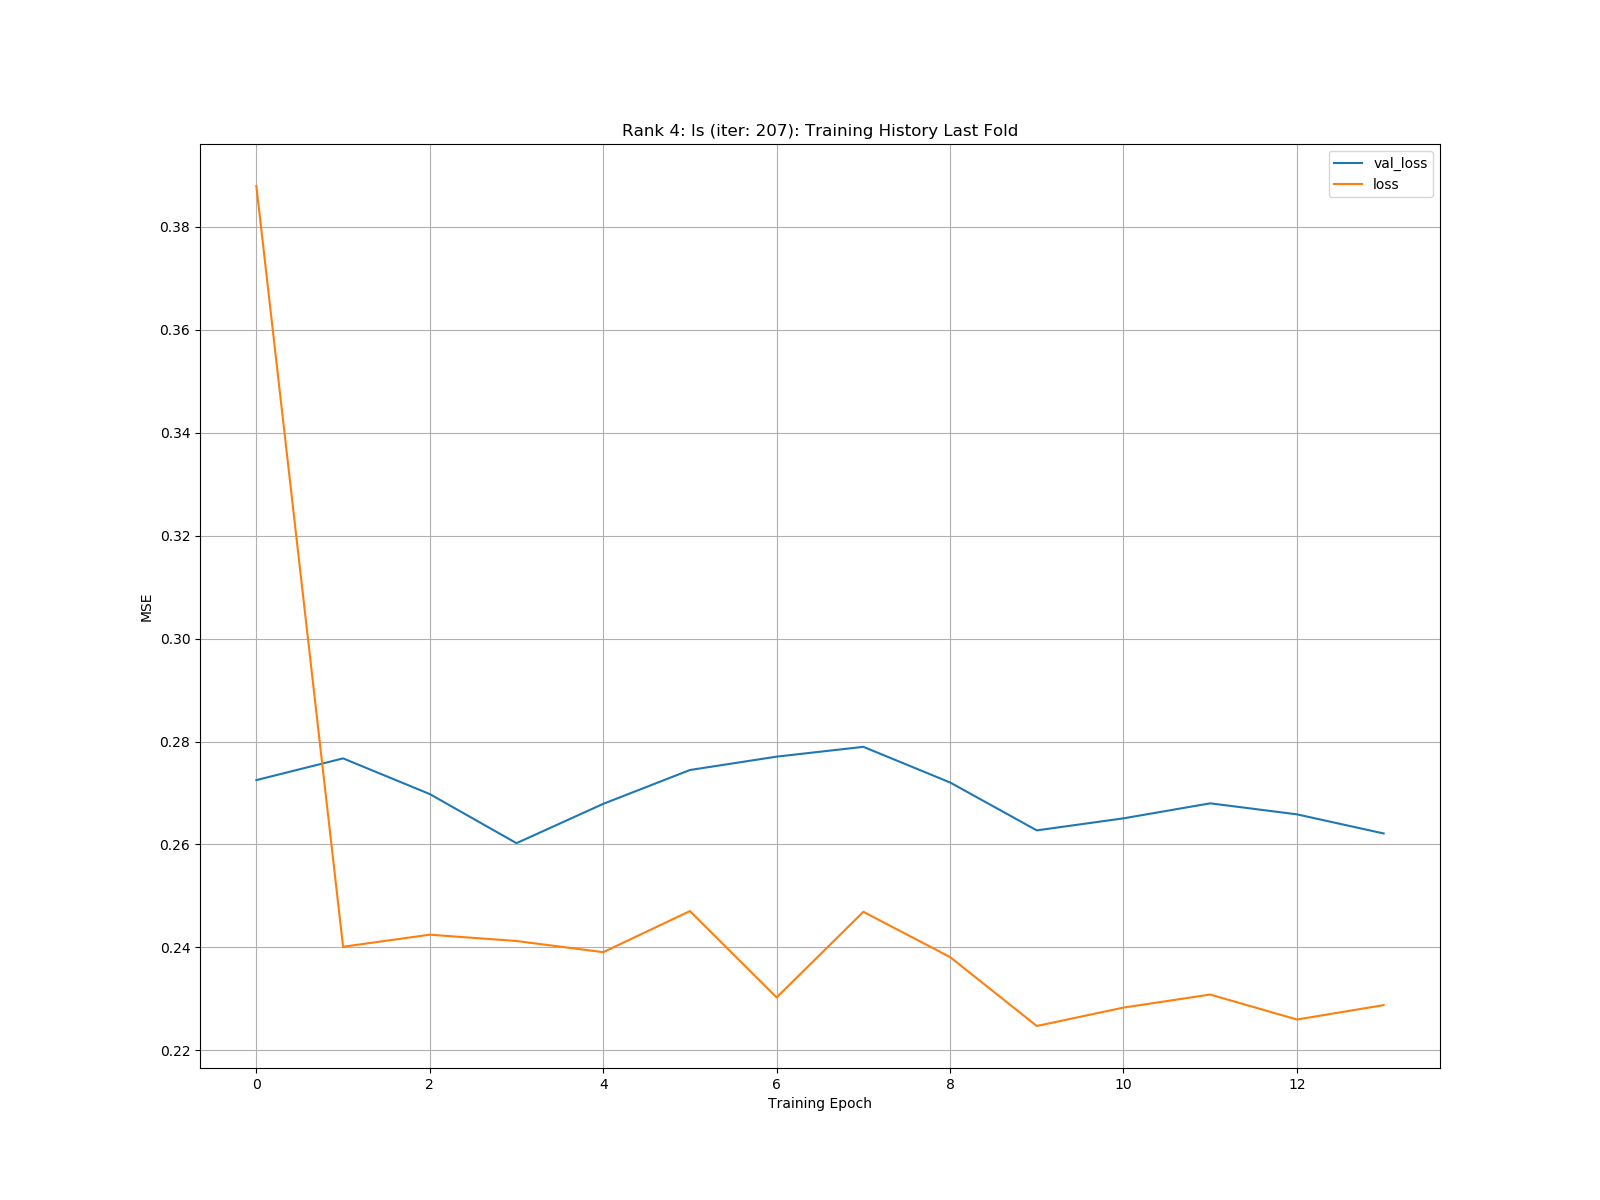 Rank 4: ls (iter: 207): Training History Last Fold
val_loss
loss
0.38
0.36
0.34
0.32
0.30
0.28
0.26
0.24
0.22
MSE
0 2 4 6 8 10 12
Training Epoch